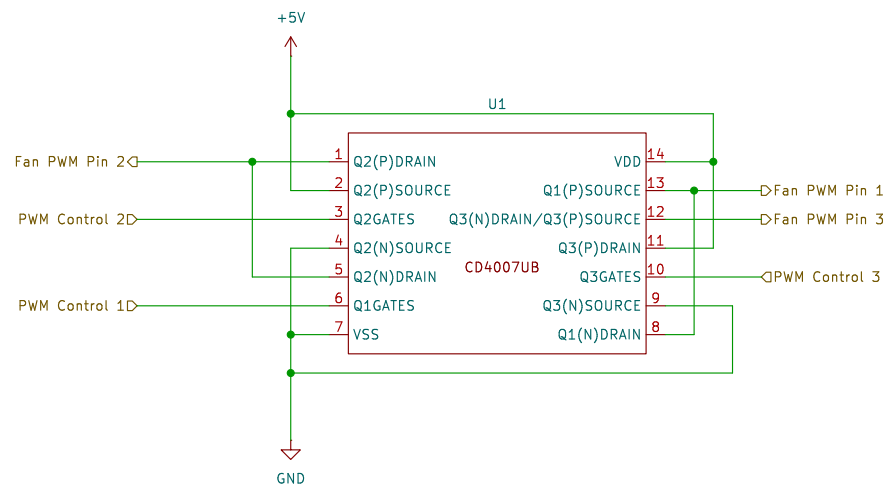 +5V
U1
Fan PWM Pin 2
1
Q2(P)DRAIN
VDD
14
2
Q2(P)SOURCE
Q1(P)SOURCE
13
Fan PWM Pin 1
PWM Control 2
3
Q2GATES
Q3(N)DRAIN/Q3(P)SOURCE
12
Fan PWM Pin 3
4
Q2(N)SOURCE
Q3(P)DRAIN
11
CD4007UB
5
Q2(N)DRAIN
Q3GATES
10
PWM Control 3
PWM Control 1
6
Q1GATES
Q3(N)SOURCE
9
7
VSS
Q1(N)DRAIN
8
GND